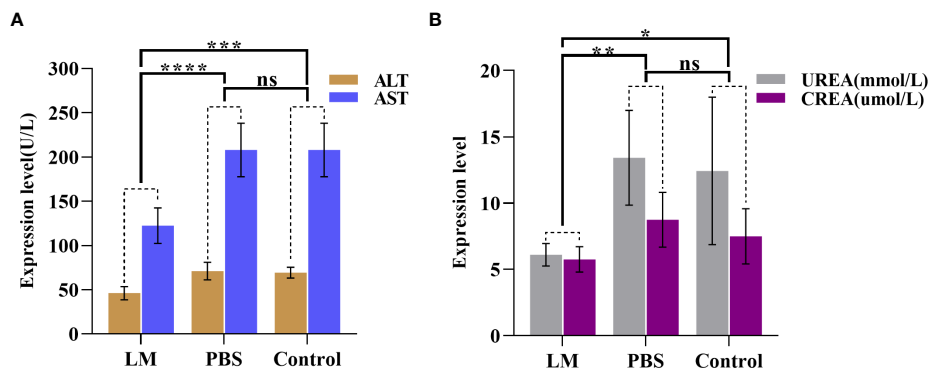 A
***
****
ns
ALT
AST
Expression level(U/L)
300
250
200
150
100
50
0
LM
PBS
Control
B
*
**
ns
UREA(mmol/L)
CREA(umol/L)
Expression level
20
15
10
5
0
LM
PBS
Control